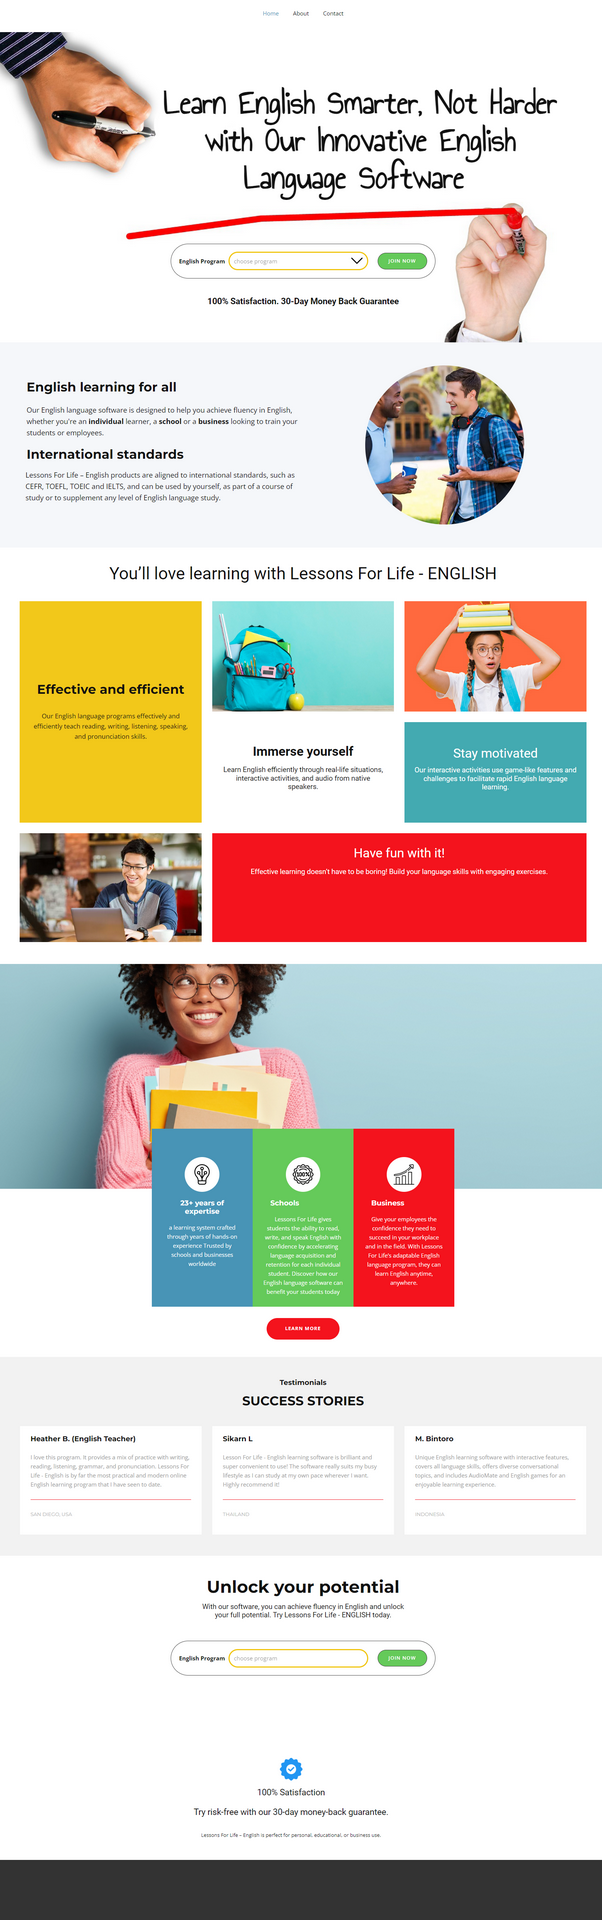 Home About Contact
Learn English Smarter, Not Harder
with Our Innovative English
Language Software
English Program choose program JOIN NOW
100% Satisfaction. 30-Day Money Back Guarantee
English learning for all
Our English language software is designed to help you achieve fluency in English,
whether you're an individual learner, a school or a business looking to train your
students or employees.
International standards
Lessons For Life – English products are aligned to international standards, such as
CEFR, TOEFL, TOEIC and IELTS, and can be used by yourself, as part of a course of
study or to supplement any level of English language study.
You'll love learning with Lessons For Life - ENGLISH
Effective and efficient
Our English language programs effectively and
efficiently teach reading, writing, listening, speaking,
and pronunciation skills.
Immerse yourself
Learn English efficiently through real-life situations,
interactive activities, and audio from native
speakers.
Stay motivated
Our interactive activities use game-like features and
challenges to facilitate rapid English language
learning.
Have fun with it!
Effective learning doesn't have to be boring! Build your language skills with engaging exercises.
23+ years of
expertise
a learning system crafted
through years of hands-on
experience Trusted by
schools and businesses
worldwide
100%
Schools
Lessons For Life gives
students the ability to read,
write, and speak English with
confidence by accelerating
language acquisition and
retention for each individual
student. Discover how our
English language software can
benefit your students today
Business
Give your employees the
confidence they need to
succeed in your workplace
and in the field. With Lessons
For Life's adaptable English
language program, they can
learn English anytime,
anywhere.
LEARN MORE
Testimonials
SUCCESS STORIES
Heather B. (English Teacher)
I love this program. It provides a mix of practice with writing,
reading, listening, grammar, and pronunciation. Lessons For
Life - English is by far the most practical and modern online
English learning program that I have seen to date.
SAN DIEGO, USA
Sikarn L
Lesson For Life - English learning software is brilliant and
super convenient to use! The software really suits my busy
lifestyle as I can study at my own pace wherever I want.
Highly recommend it!
THAILAND
M. Bintoro
Unique English learning software with interactive features,
covers all language skills, offers diverse conversational
topics, and includes AudioMate and English games for an
enjoyable learning experience.
INDONESIA
Unlock your potential
With our software, you can achieve fluency in English and unlock
your full potential. Try Lessons For Life - ENGLISH today.
English Program choose program JOIN NOW
100% Satisfaction
Try risk-free with our 30-day money-back guarantee.
Lessons For Life – English is perfect for personal, educational, or business use.